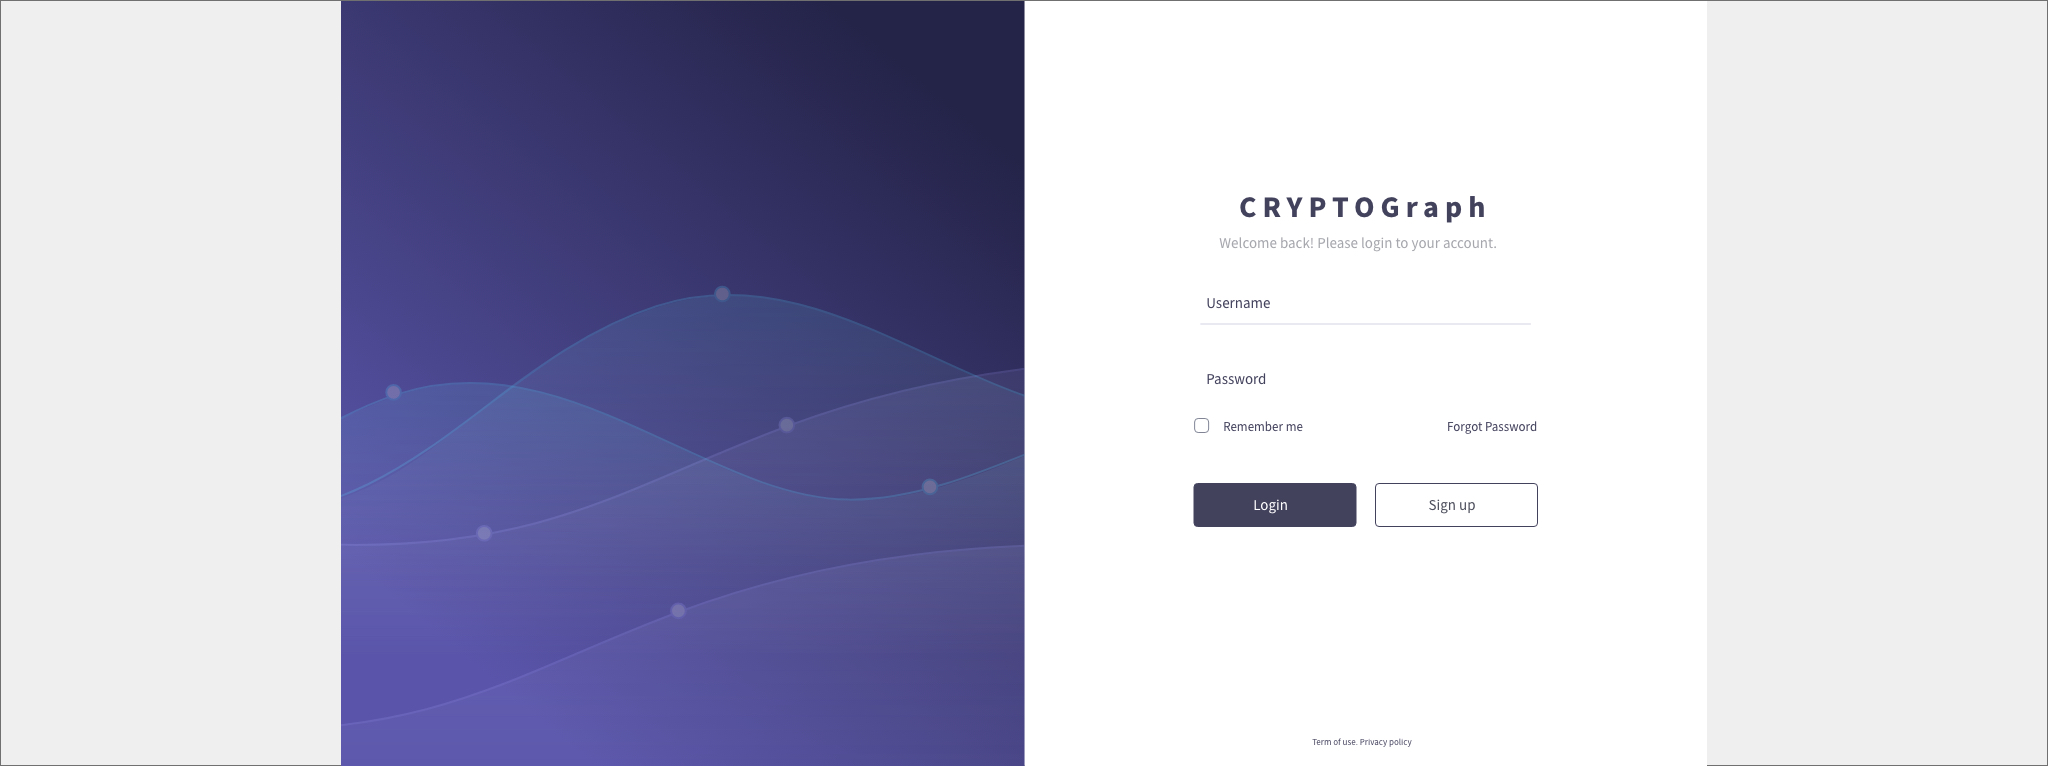 CRYPTOGraph
Welcome back! Please login to your account.
Username
Password
Remember me
Forgot Password
Login
Sign up
Term of use. Privacy policy